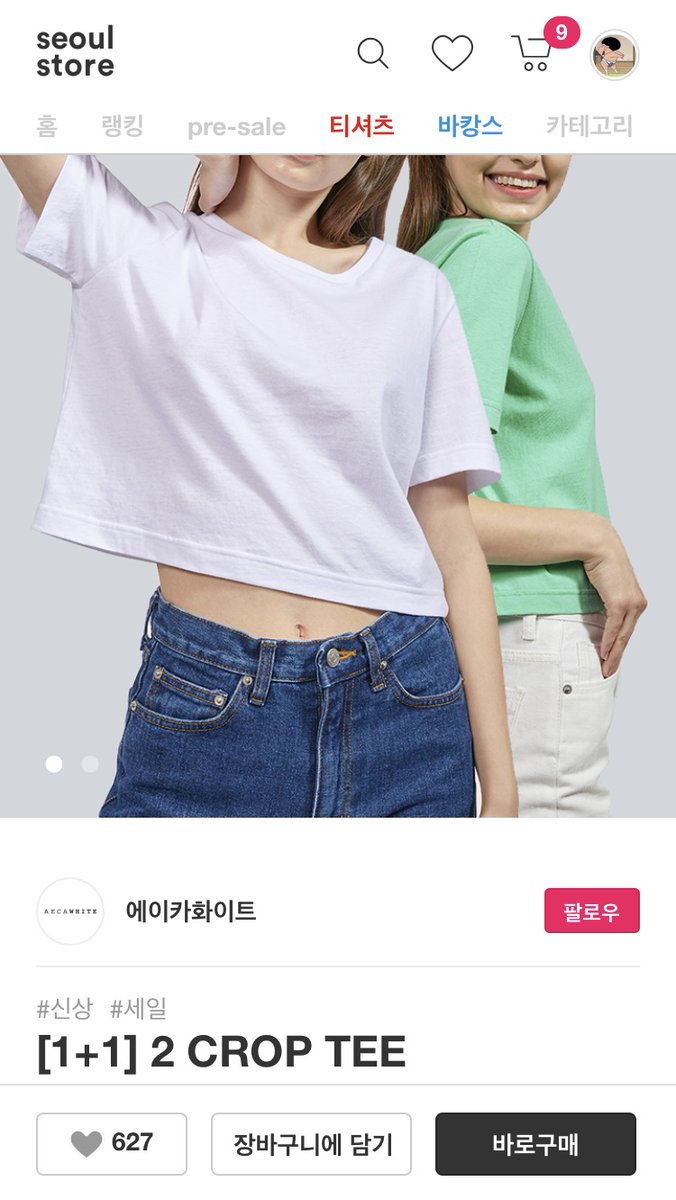 seoul
store
9
홈 랭킹 pre-sale 티셔츠 바캉스 카테고리
AECAWHITE 에이카화이트 팔로우
#신상 #세일
[1+1] 2 CROP TEE
627 장바구니에 담기 바로구매